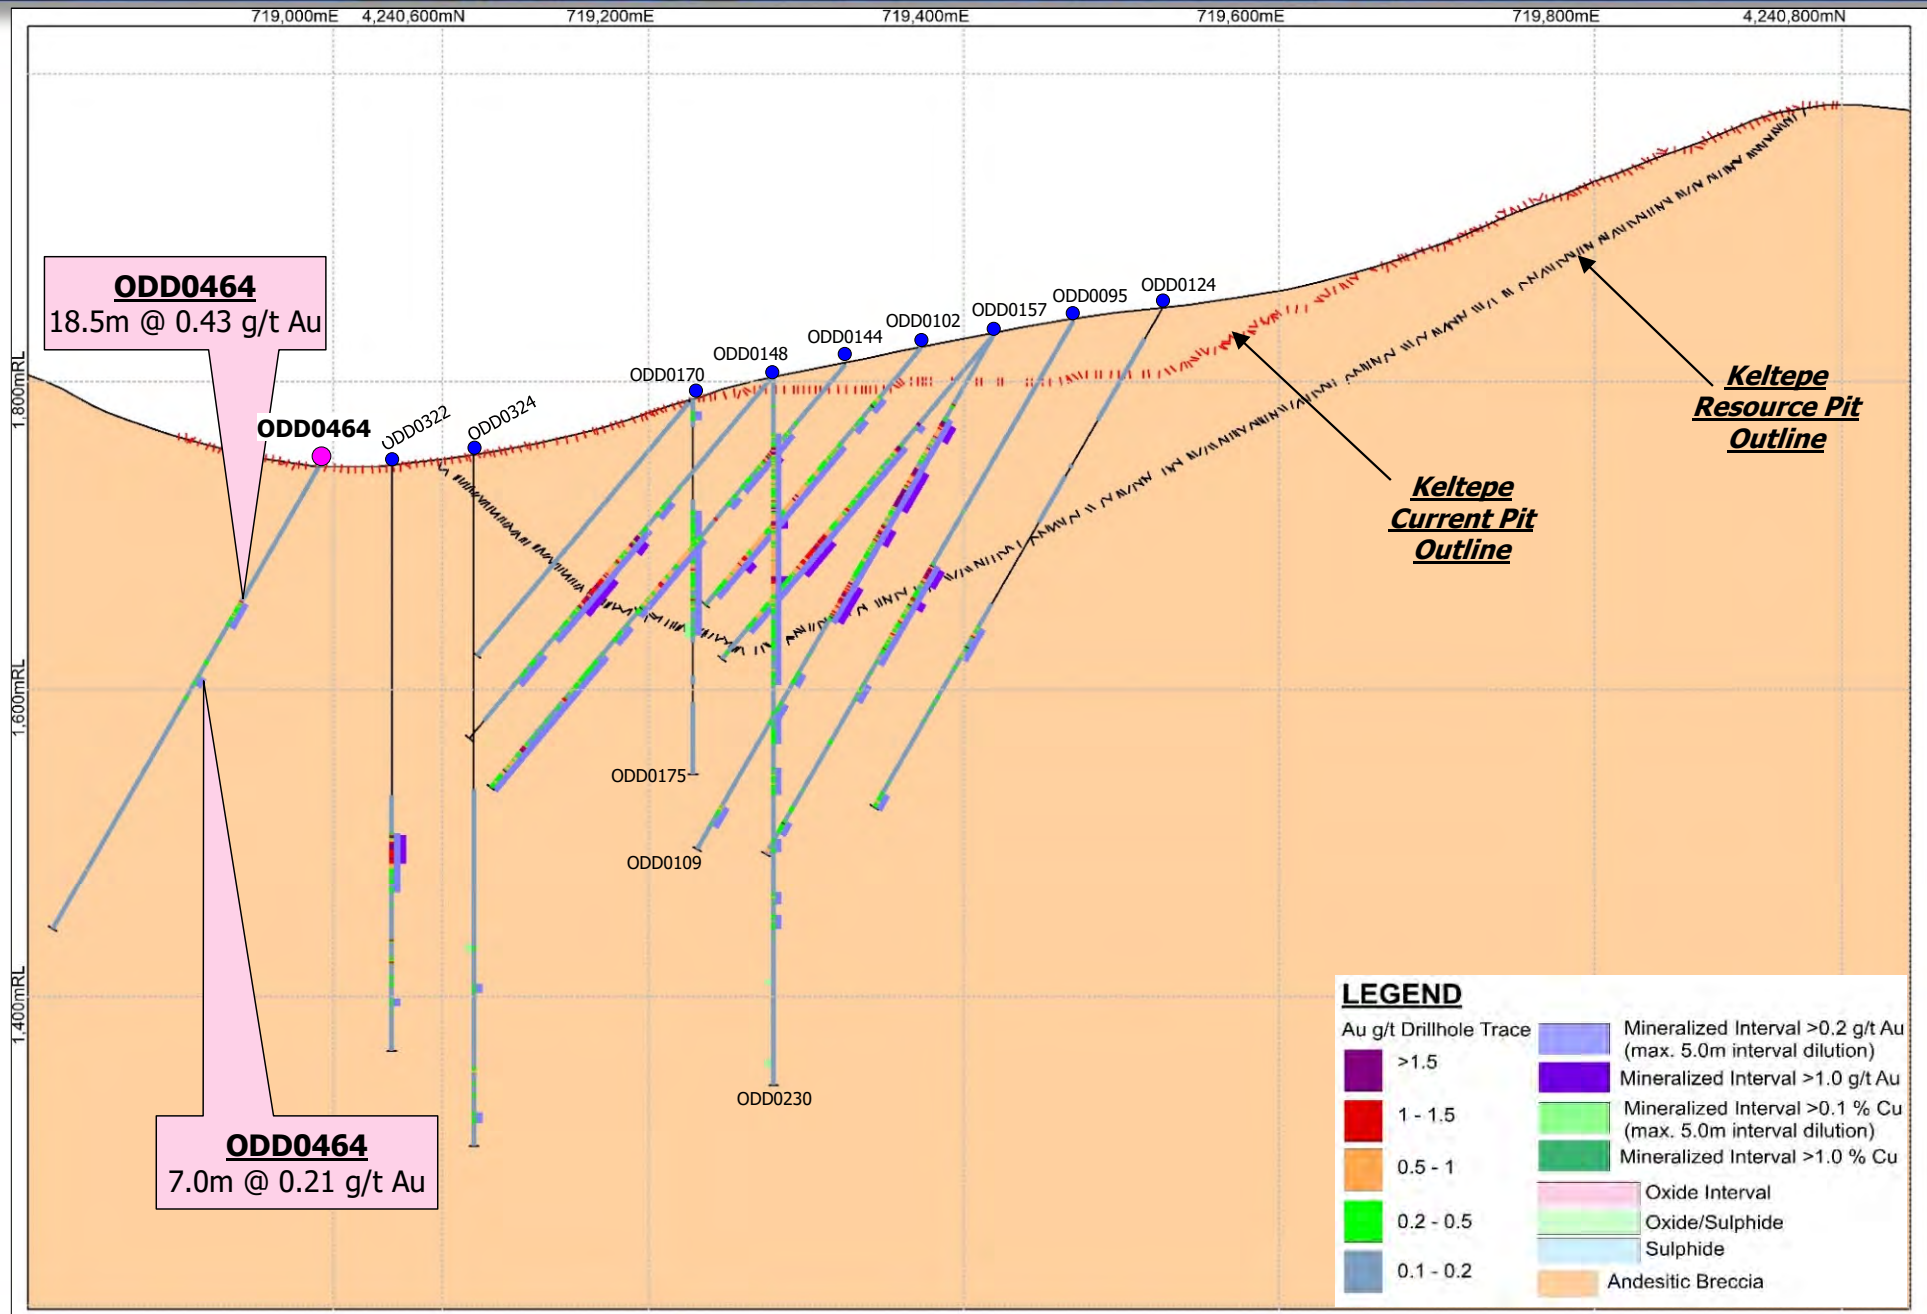 719,000mE
4,240,600mN
719,200mE
719,400mE
719,600mE
719,800mE
4,240,800mN
ODD0464
18.5m @ 0.43 g/t Au
ODD0124
ODD0095
ODD0157
ODD0102
ODD0144
ODD0148
ODD0170
1,800mRL
ODD0464
ODD0322
ODD0324
Keltepe
Resource Pit
Outline
Keltepe
Current Pit
Outline
1,600mRL
ODD0175
ODD0109
1,400mRL
ODD0230
ODD0464
7.0m @ 0.21 g/t Au
LEGEND
Au g/t Drillhole Trace
>1.5
1 - 1.5
0.5 - 1
0.2 - 0.5
0.1 - 0.2
Mineralized Interval >0.2 g/t Au
(max. 5.0m interval dilution)
Mineralized Interval >1.0 g/t Au
Mineralized Interval >0.1 % Cu
(max. 5.0m interval dilution)
Mineralized Interval >1.0 % Cu
Oxide Interval
Oxide/Sulphide
Sulphide
Andesitic Breccia